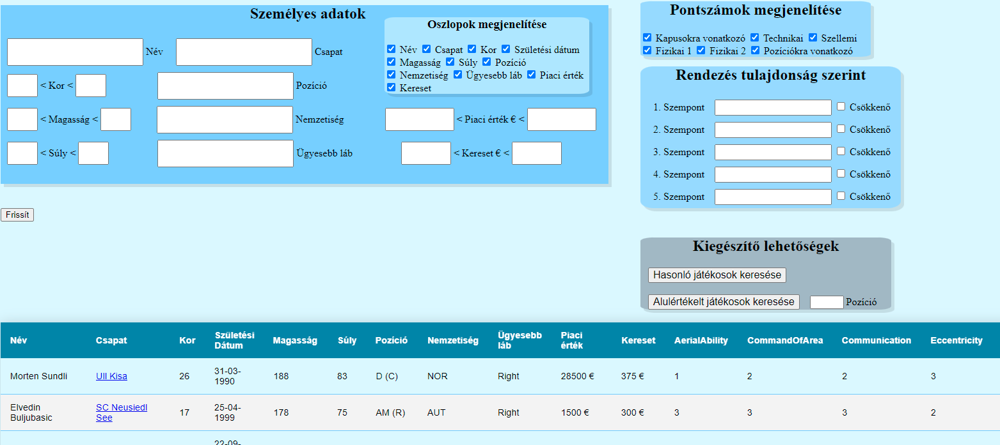 Személyes adatok
Név
Csapat
< Kor <
Pozíció
< Magasság <
Nemzetiség
< Piaci érték € <
< Súly <
Ügyesebb láb
< Kereset € <
Oszlopok megjelenítése
Név Csapat Kor Születési dátum
Magasság Súly Pozíció
Nemzetiség Ügyesebb láb Piaci érték
Kereset
Frissít
Pontszámok megjelenítése
Kapusokra vonatkozó Technikai Szellemi
Fizikai 1 Fizikai 2 Pozíciókra vonatkozó
Rendezés tulajdonság szerint
1. Szempont Csökkenő
2. Szempont Csökkenő
3. Szempont Csökkenő
4. Szempont Csökkenő
5. Szempont Csökkenő
Kiegészítő lehetőségek
Hasonló játékosok keresése
Alulértékelt játékosok keresése Pozíció
Név Csapat Kor Születési Dátum Magasság Súly Pozíció Nemzetiség Ügyesebb láb Piaci érték Kereset AerialAbility CommandOfArea Communication Eccentricity
Morten Sundli Ull Kisa 26 31-03-1990 188 83 D (C) NOR Right 28500 € 375 € 1 2 2 3
Elvedin Buljubasic SC Neusiedl See 17 25-04-1999 178 75 AM (R) AUT Right 1500 € 300 € 3 3 3 2
22-09-